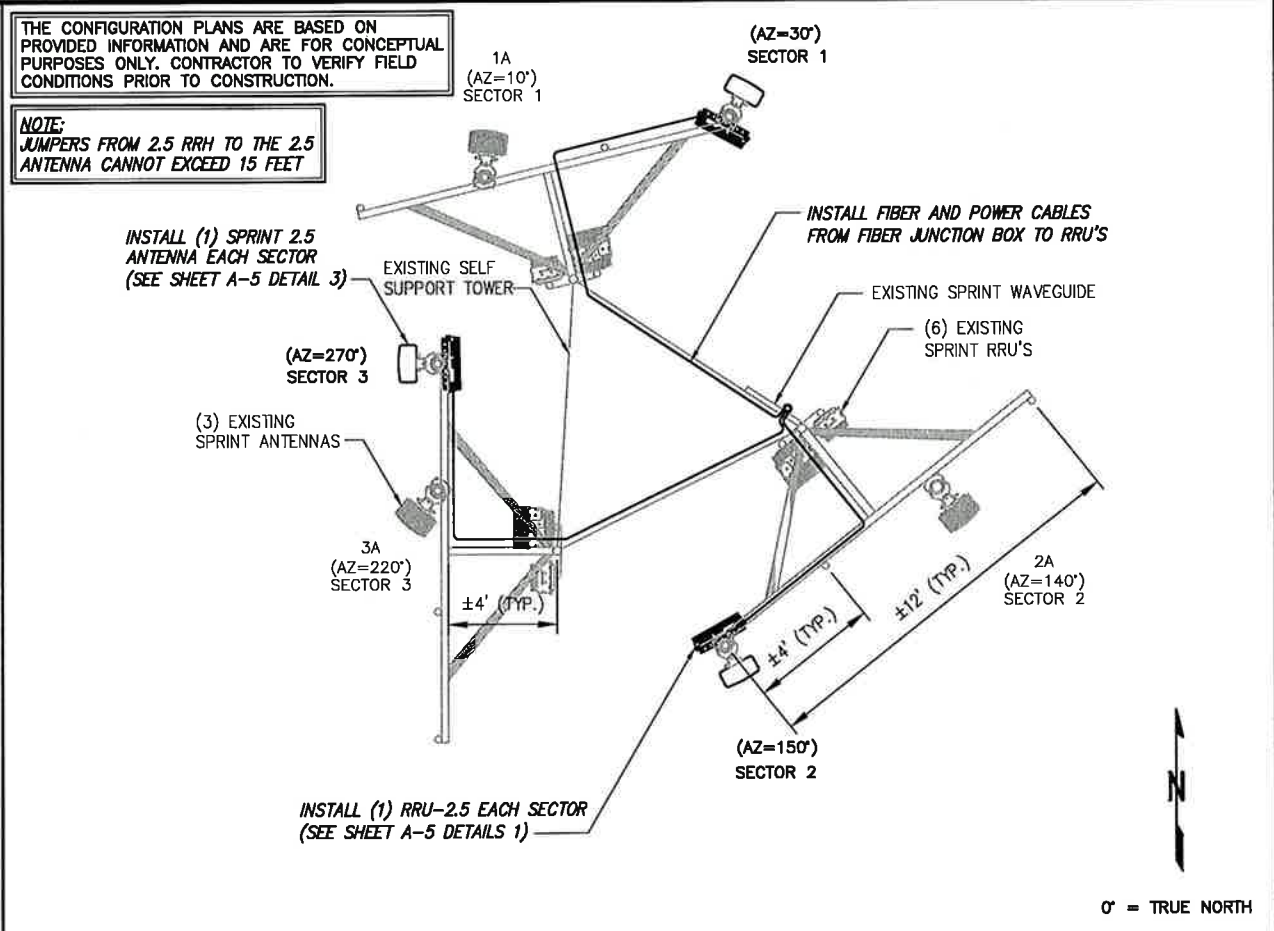 THE CONFIGURATION PLANS ARE BASED ON
PROVIDED INFORMATION AND ARE FOR CONCEPTUAL
PURPOSES ONLY. CONTRACTOR TO VERIFY FIELD
CONDITIONS PRIOR TO CONSTRUCTION.
NOTE:
JUMPERS FROM 2.5 RRH TO THE 2.5
ANTENNA CANNOT EXCEED 15 FEET
1A
(AZ=10°)
SECTOR 1
(AZ=30°)
SECTOR 1
INSTALL (1) SPRINT 2.5
ANTENNA EACH SECTOR
(SEE SHEET A-5 DETAIL 3)
EXISTING SELF
SUPPORT TOWER
INSTALL FIBER AND POWER CABLES
FROM FIBER JUNCTION BOX TO RRU'S
EXISTING SPRINT WAVEGUIDE
(6) EXISTING
SPRINT RRU'S
(AZ=270°)
SECTOR 3
(3) EXISTING
SPRINT ANTENNAS
3A
(AZ=220°)
SECTOR 3
±4' (TYP.)
±4' (TYP.)
±12' (TYP.)
2A
(AZ=140°)
SECTOR 2
(AZ=150°)
SECTOR 2
INSTALL (1) RRU-2.5 EACH SECTOR
(SEE SHEET A-5 DETAILS 1)
N
0° = TRUE NORTH